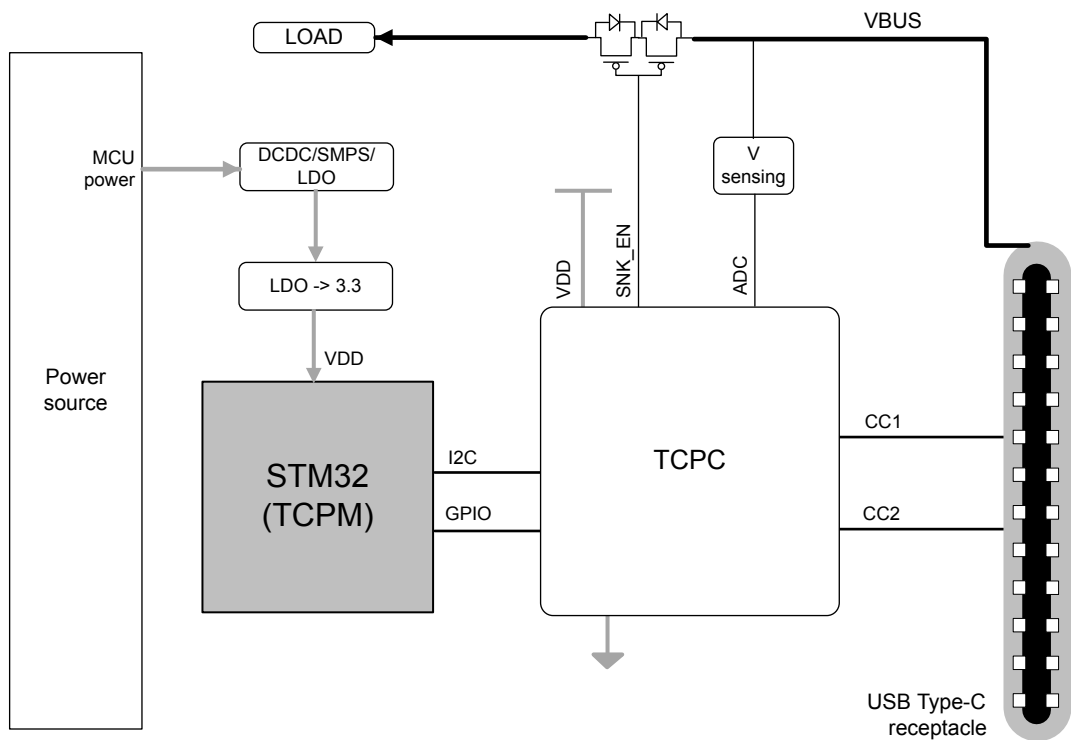 VBUS
LOAD
MCU
power
DCDC/SMPS/
LDO
V
sensing
VDD
SNK_EN
ADC
LDO -> 3.3
VDD
Power
source
STM32
(TCPM)
I2C
GPIO
TCPC
CC1
CC2
USB Type-C
receptacle